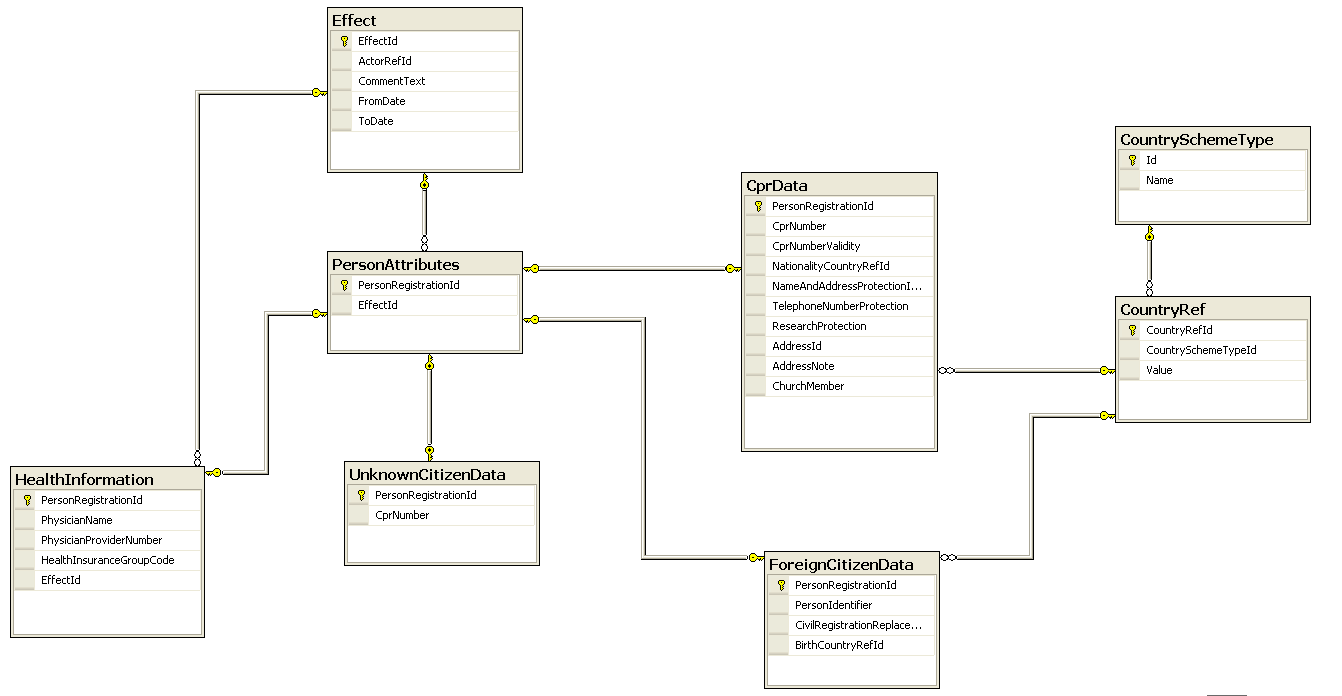 Effect
EffectId
ActorRefId
CommentText
FromDate
ToDate
CountrySchemeType
Id
Name
CprData
PersonRegistrationId
CprNumber
CprNumberValidity
NationalityCountryRefId
NameAndAddressProtectionI...
TelephoneNumberProtection
ResearchProtection
AddressId
AddressNote
ChurchMember
PersonAttributes
PersonRegistrationId
EffectId
CountryRef
CountryRefId
CountrySchemeTypeId
Value
HealthInformation
PersonRegistrationId
PhysicianName
PhysicianProviderNumber
HealthInsuranceGroupCode
EffectId
UnknownCitizenData
PersonRegistrationId
CprNumber
ForeignCitizenData
PersonRegistrationId
PersonIdentifier
CivilRegistrationReplace...
BirthCountryRefId